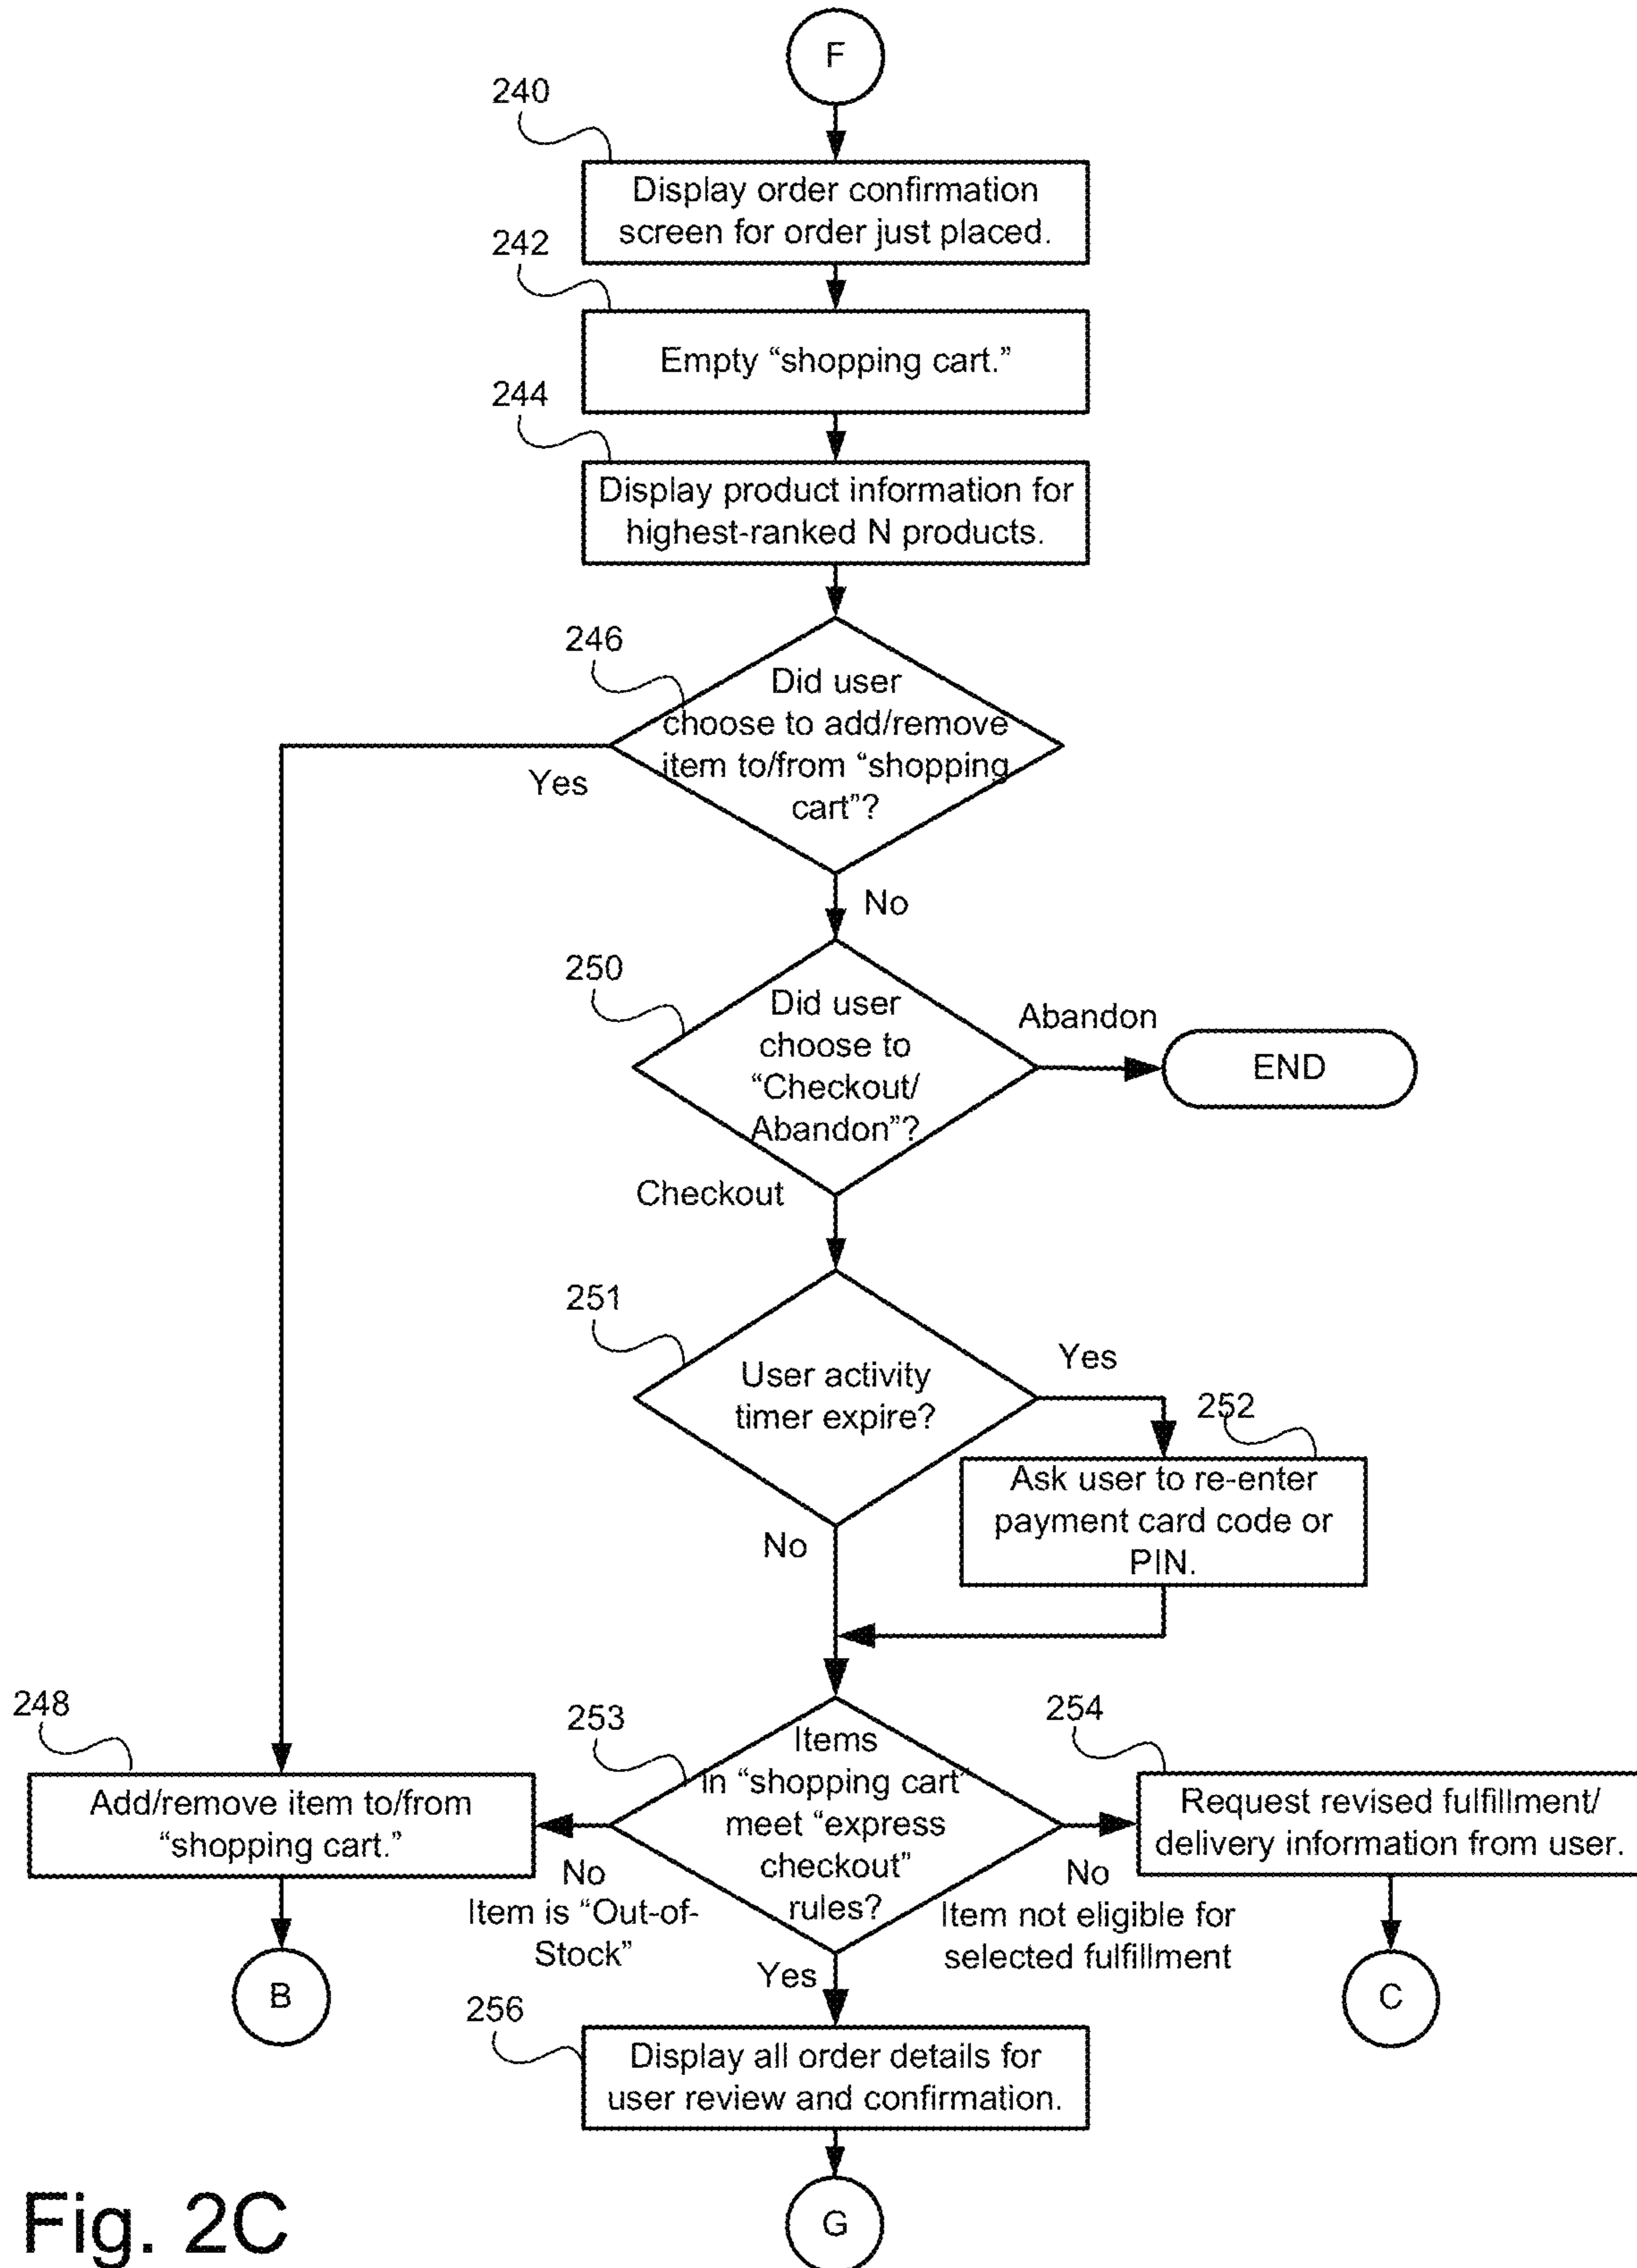 F
240
Display order confirmation
screen for order just placed.
242
Empty “shopping cart.”
244
Display product information for
highest-ranked N products.
246
Did user
choose to add/remove
item to/from “shopping
cart”?
Yes
No
250
Did user
choose to
“Checkout/
Abandon”?
Abandon
END
Checkout
251
User activity
timer expire?
Yes
252
Ask user to re-enter
payment card code or
PIN.
No
248
Add/remove item to/from
“shopping cart.”
253
Items
in “shopping cart”
meet “express
checkout”
rules?
254
Request revised fulfillment/
delivery information from user.
No
Item is “Out-of-
Stock”
No
Item not eligible for
selected fulfillment
Yes
B
C
256
Display all order details for
user review and confirmation.
G
Fig. 2C